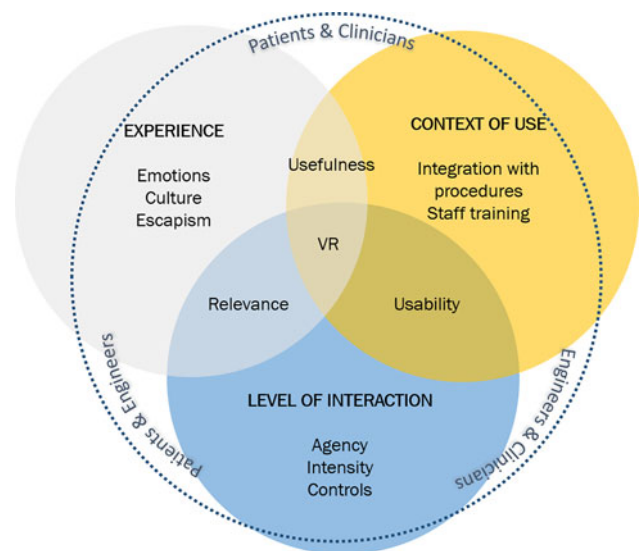 Patients & Clinicians
EXPERIENCE
Emotions
Culture
Escapism
CONTEXT OF USE
Integration with
procedures
Staff training
Usefulness
VR
Relevance
Usability
LEVEL OF INTERACTION
Agency
Intensity
Controls
Patients & Engineers
Engineers & Clinicians